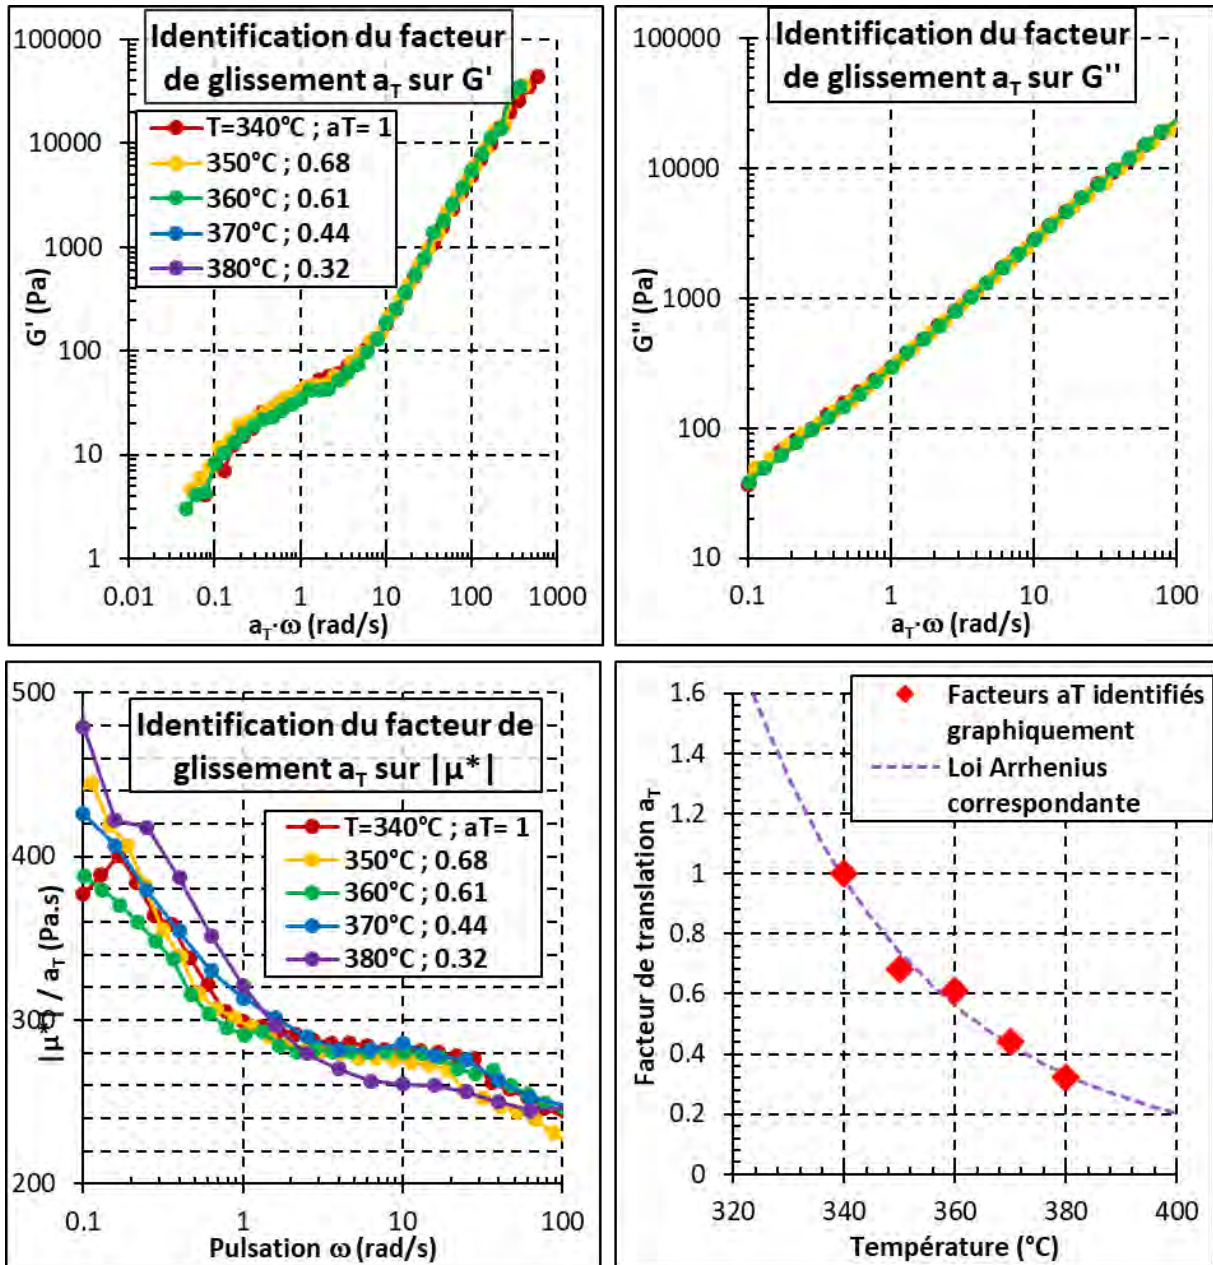 Identification du facteur
de glissement aT sur G'
T=340°C ; aT= 1
350°C ; 0.68
360°C ; 0.61
370°C ; 0.44
380°C ; 0.32
G' (Pa)
100000
10000
1000
100
10
1
0.01 0.1 1 10 100 1000
aT·ω (rad/s)
Identification du facteur
de glissement aT sur G''
G'' (Pa)
100000
10000
1000
100
10
0.1 1 10 100
aT·ω (rad/s)
Identification du facteur de
glissement aT sur |μ*|
T=340°C ; aT= 1
350°C ; 0.68
360°C ; 0.61
370°C ; 0.44
380°C ; 0.32
|μ*| / aT (Pa.s)
500
400
300
200
0.1 1 10 100
Pulsation ω (rad/s)
Facteurs aT identifiés
graphiquement
Loi Arrhenius
correspondante
Facteur de translation aT
1.6
1.4
1.2
1
0.8
0.6
0.4
0.2
0
320 340 360 380 400
Température (°C)